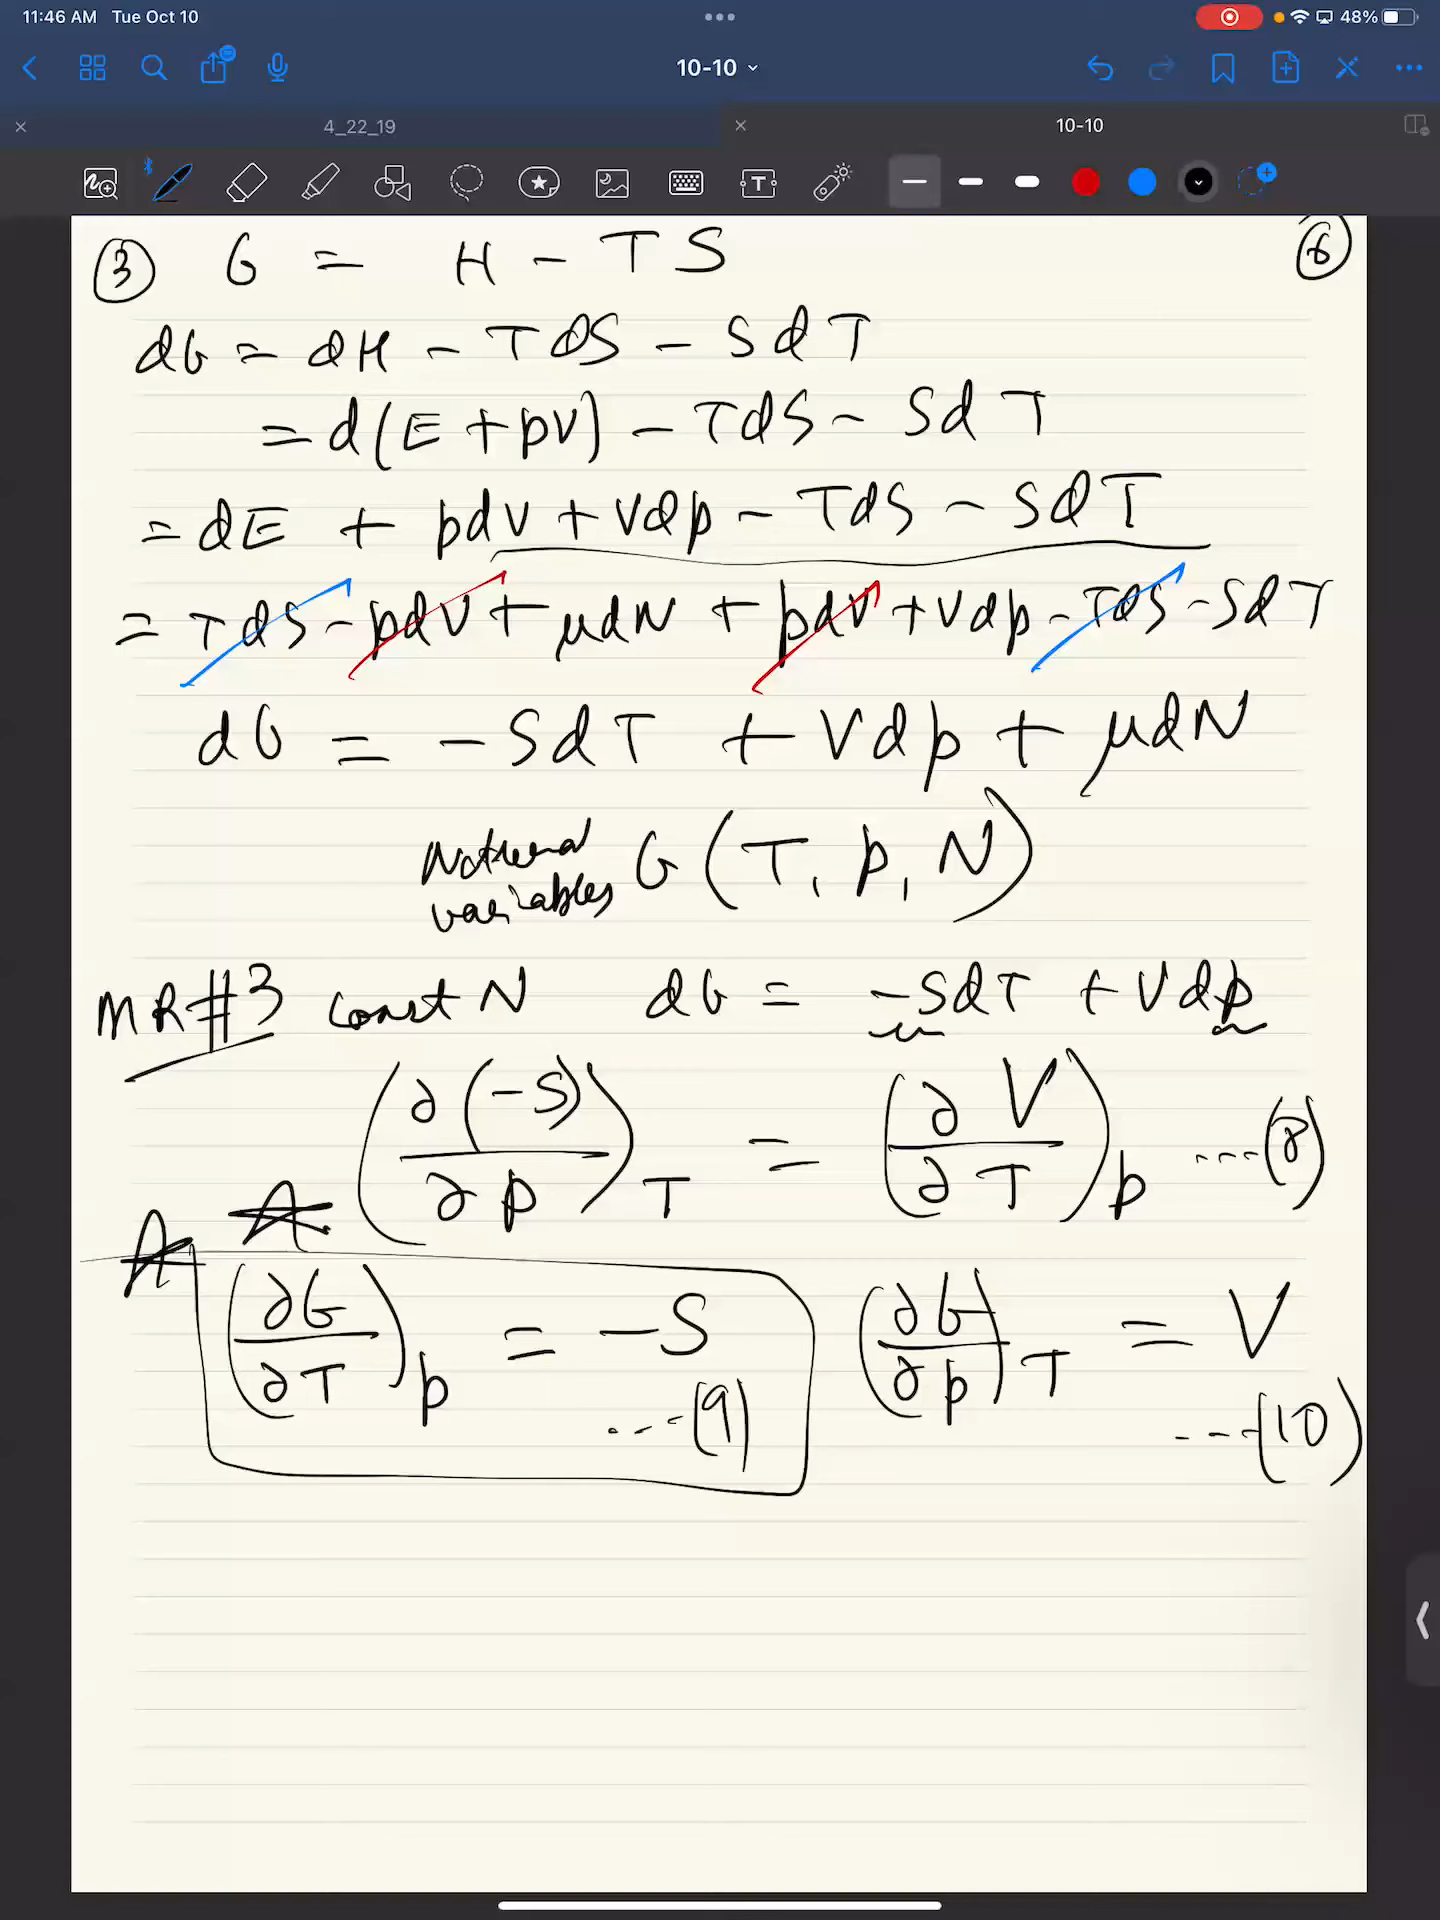 11:46 AM Tue Oct 10
48%
10-10
4_22_19
10-10
③ G = H - TS
⑥
dG = dH - TdS - SdT
= d(E + pV) - TdS - SdT
= dE + pdV + Vdp - TdS - SdT
= TdS - pdV + μdN + pdV + Vdp - TdS - SdT
dG = -SdT + Vdp + μdN
Natural variables G(T, p, N)
MR#3 const N dG = -SdT + Vdp
(∂(-S)/∂p)_T = (∂V/∂T)_p ---(8)
(∂G/∂T)_p = -S ---(9)
(∂G/∂p)_T = V ---(10)